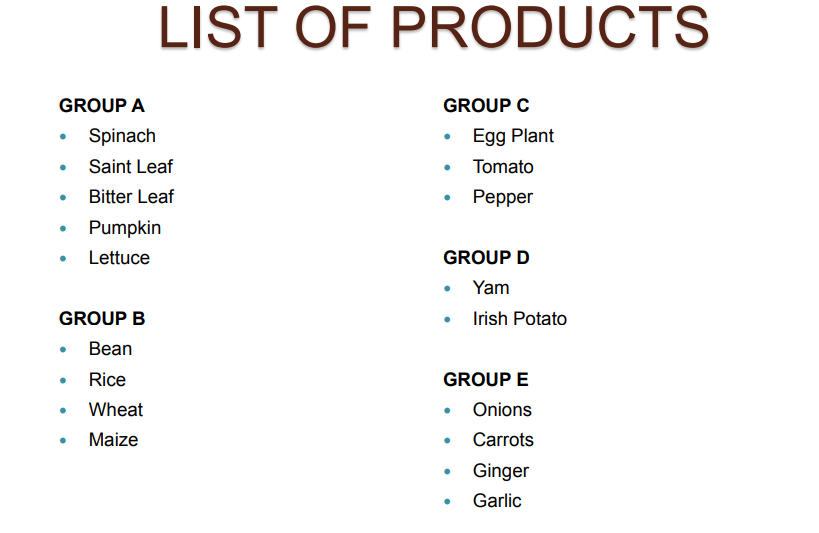 LIST OF PRODUCTS
GROUP A
• Spinach
• Saint Leaf
• Bitter Leaf
• Pumpkin
• Lettuce
GROUP B
• Bean
• Rice
• Wheat
• Maize
GROUP C
• Egg Plant
• Tomato
• Pepper
GROUP D
• Yam
• Irish Potato
GROUP E
• Onions
• Carrots
• Ginger
• Garlic